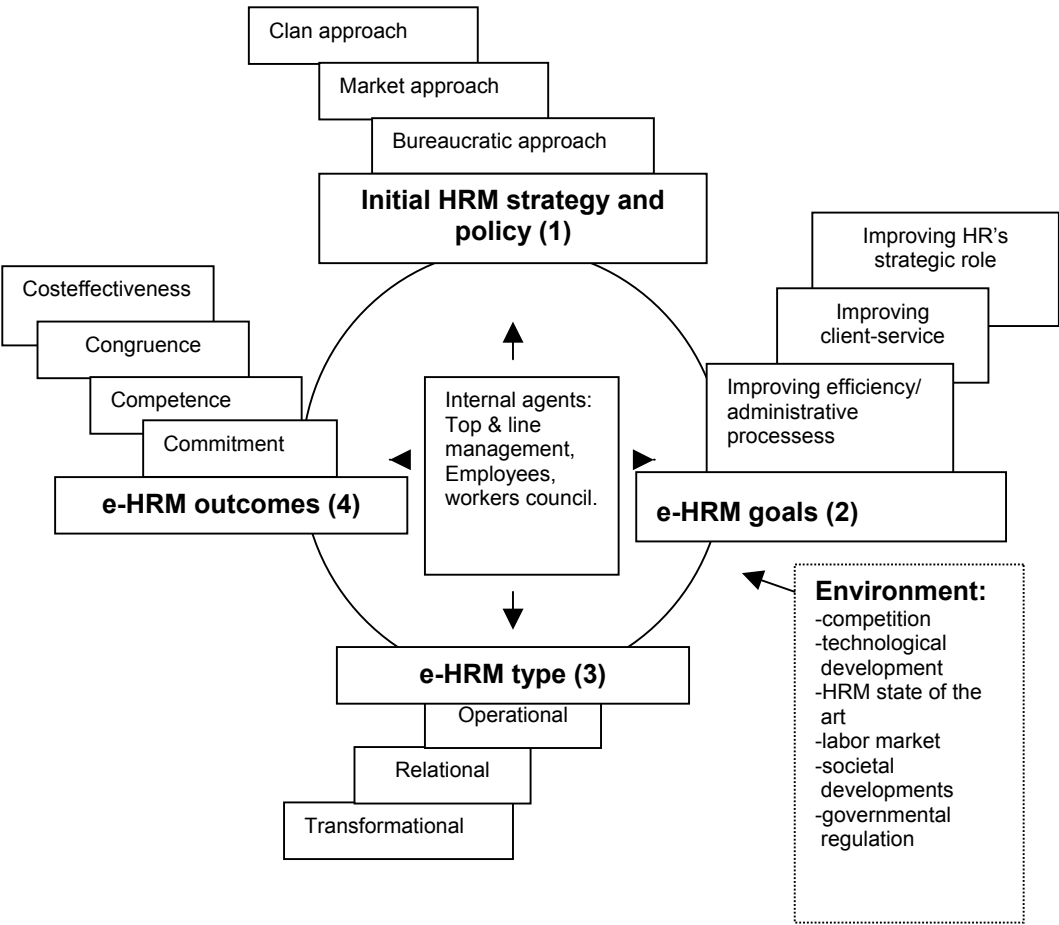 Clan approach
Market approach
Bureaucratic approach
Initial HRM strategy and
policy (1)
Improving HR’s
strategic role
Improving
client-service
Improving efficiency/
administrative
processess
e-HRM goals (2)
Costeffectiveness
Congruence
Competence
Commitment
e-HRM outcomes (4)
Internal agents:
Top & line
management,
Employees,
workers council.
e-HRM type (3)
Operational
Relational
Transformational
Environment:
-competition
-technological
development
-HRM state of the
art
-labor market
-societal
developments
-governmental
regulation